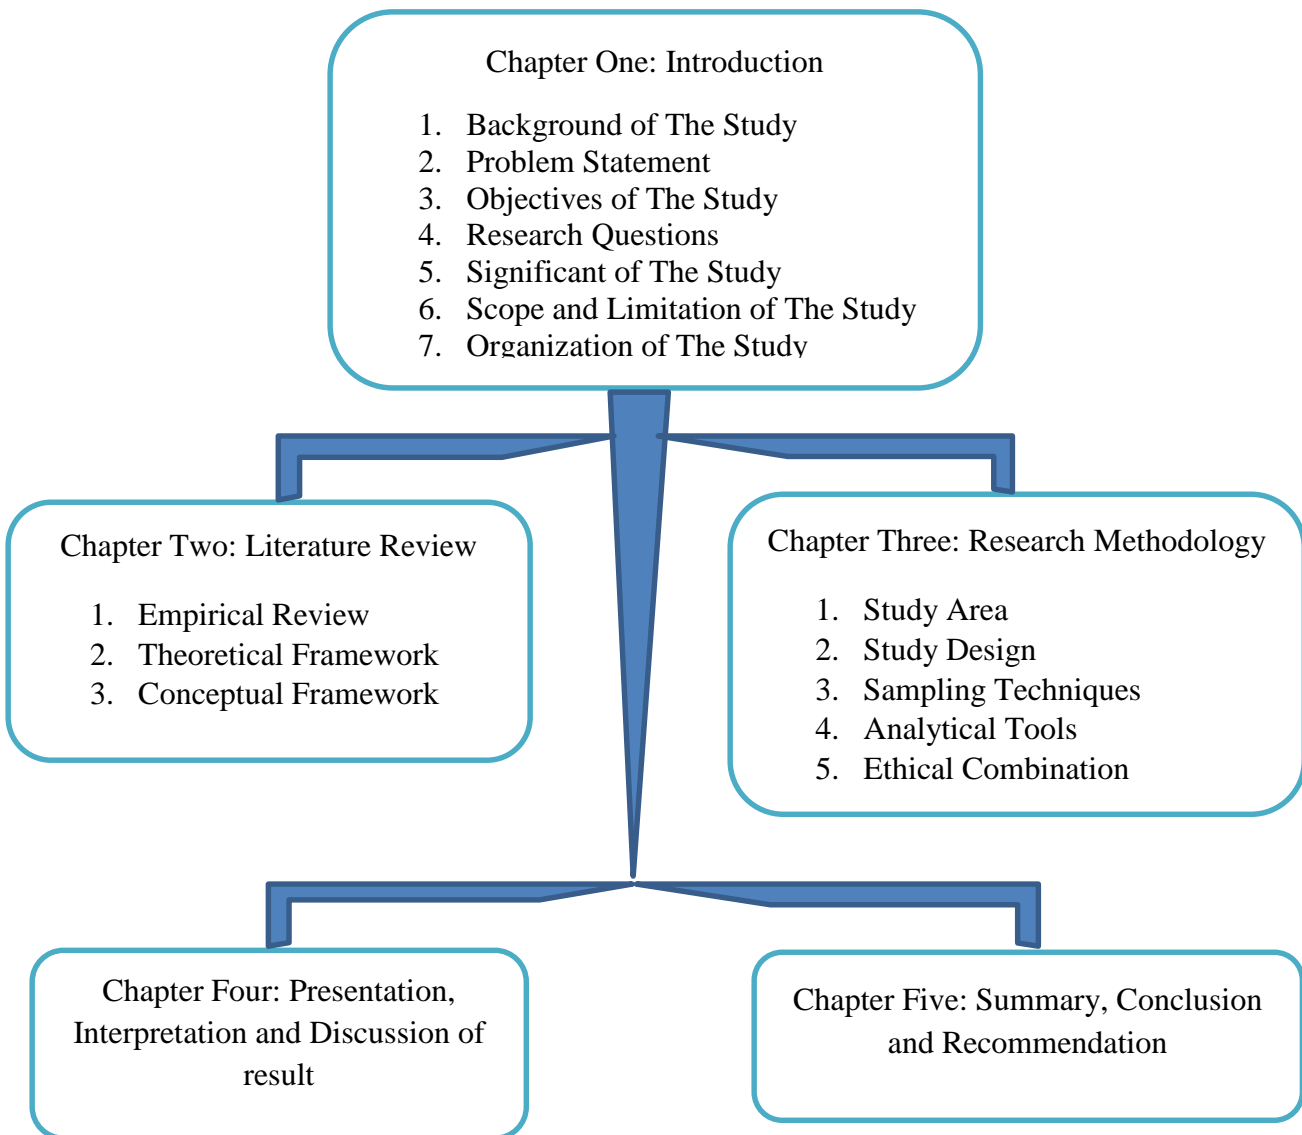 Chapter One: Introduction
1. Background of The Study
2. Problem Statement
3. Objectives of The Study
4. Research Questions
5. Significant of The Study
6. Scope and Limitation of The Study
7. Organization of The Study
Chapter Two: Literature Review
1. Empirical Review
2. Theoretical Framework
3. Conceptual Framework
Chapter Three: Research Methodology
1. Study Area
2. Study Design
3. Sampling Techniques
4. Analytical Tools
5. Ethical Combination
Chapter Four: Presentation,
Interpretation and Discussion of
result
Chapter Five: Summary, Conclusion
and Recommendation